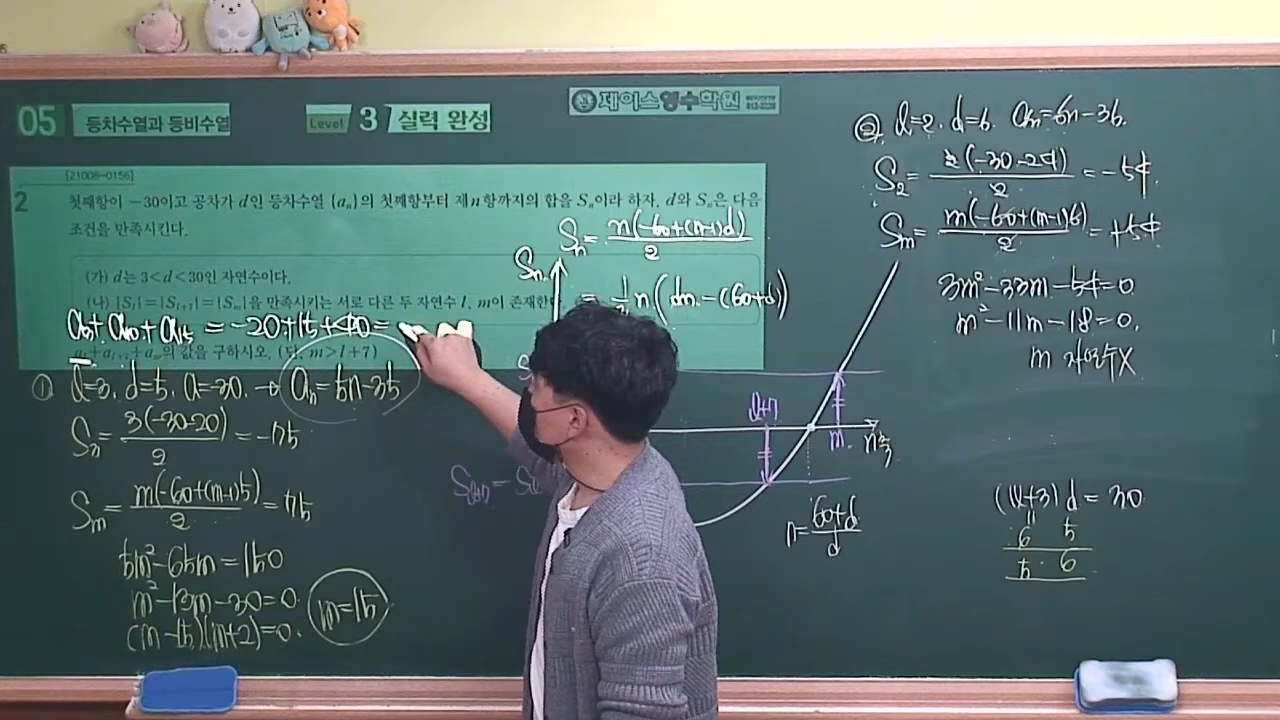 05 등차수열과 등비수열 Level 3 실력 완성
제이스영수학원
[21008-0156]
2 첫째항이 −30이고 공차가 d인 등차수열 {aₙ}의 첫째항부터 제n항까지의 합을 Sₙ이라 하자. d와 Sₙ은 다음
조건을 만족시킨다.
(가) d는 3<d<30인 자연수이다.
(나) |Sₗ|=|Sₗ₊₇|=|Sₘ|을 만족시키는 서로 다른 두 자연수 l, m이 존재한다.
의 값을 구하시오. (단, m>l+7)
a₃+a₁₀+a₁₅ = -20+15+40 =
① l=3. d=5. a=-30. → aₙ=5n-35
Sₙ = 3(-30-20)/2 = -75
Sₘ = m(-60+(m-1)5)/2 = 75
5m²-65m=150
m²-13m-30=0
(m-15)(m+2)=0.
m=15
Sₙ = n(-60+(n-1)d)/2
= ½n(dn-(60+d))
Sₙ
l+7
m
n축
n=(60+d)/d
② l=2. d=6. aₙ=6n-36.
S₂ = 2(-30-24)/2 = -54.
Sₘ = m(-60+(m-1)6)/2 = +54
3m²-33m-54=0
m²-11m-18=0.
m 자연수X
(l+3)d=30
6 5
5 6